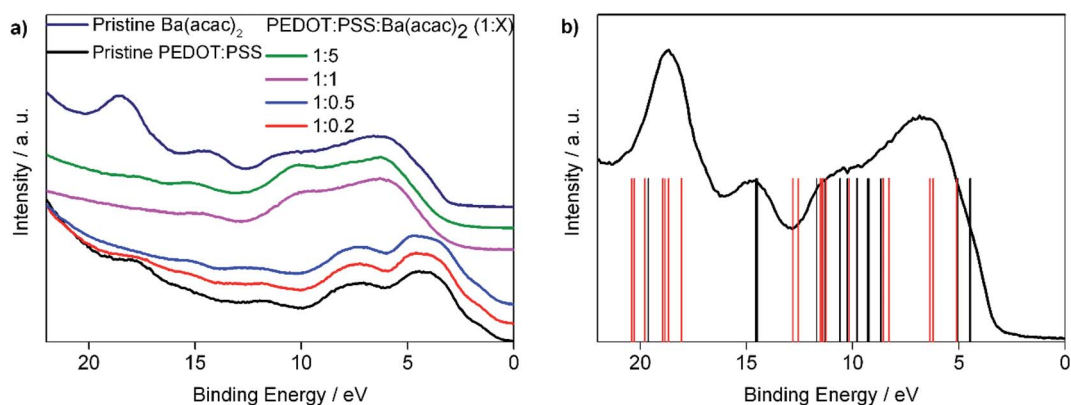 a)
Pristine Ba(acac)2
Pristine PEDOT:PSS
PEDOT:PSS:Ba(acac)2 (1:X)
1:5
1:1
1:0.5
1:0.2
Intensity / a. u.
20
15
10
5
0
Binding Energy / eV
b)
Intensity / a. u.
20
15
10
5
0
Binding Energy / eV